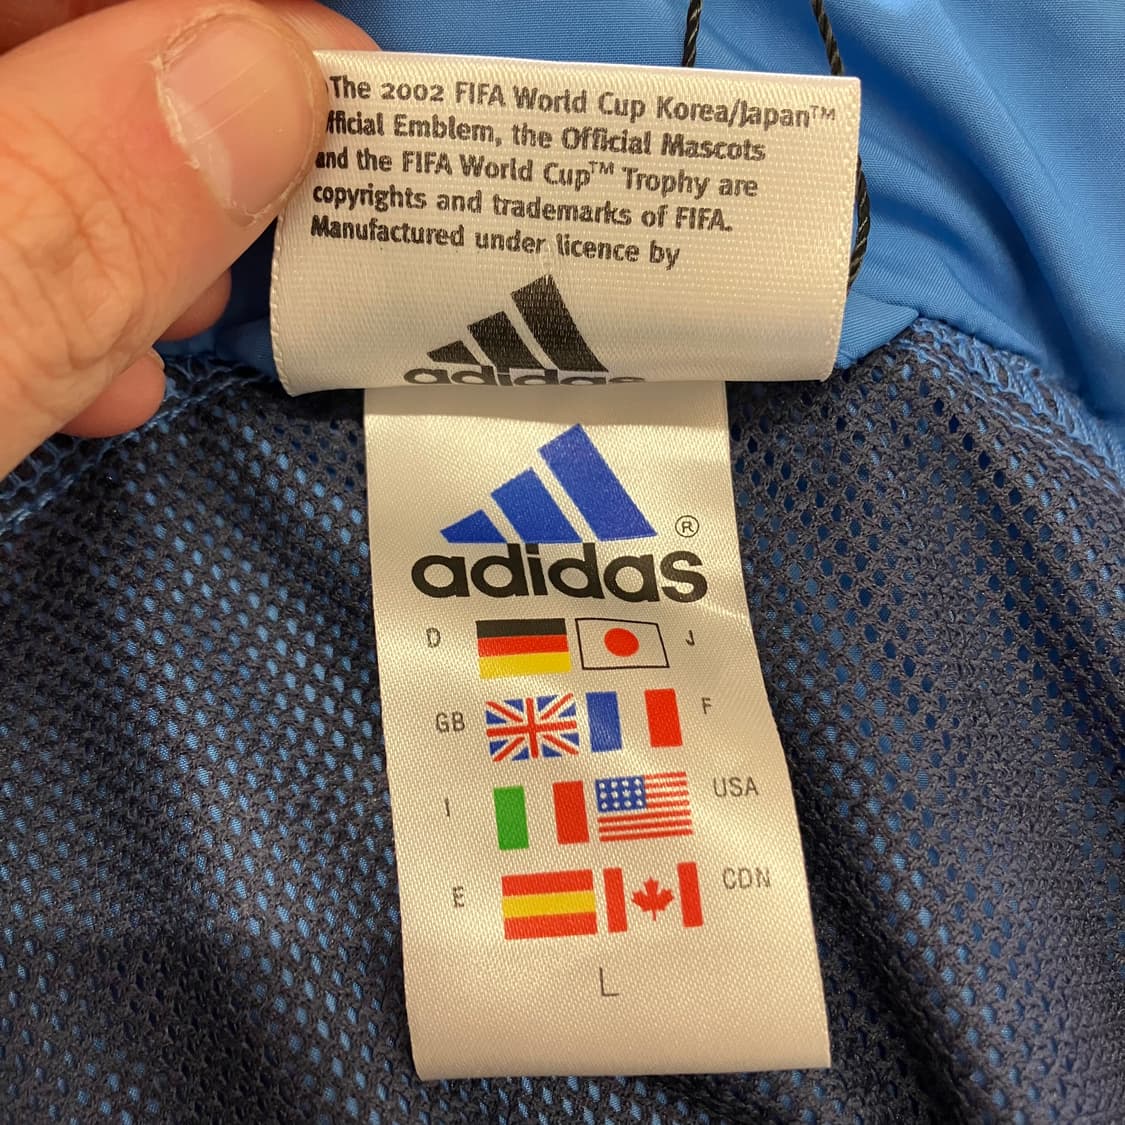 The 2002 FIFA World Cup Korea/Japan™
fficial Emblem, the Official Mascots
and the FIFA World Cup™ Trophy are
copyrights and trademarks of FIFA.
Manufactured under licence by
adidas
®
adidas
D J
GB F
I USA
E CDN
L